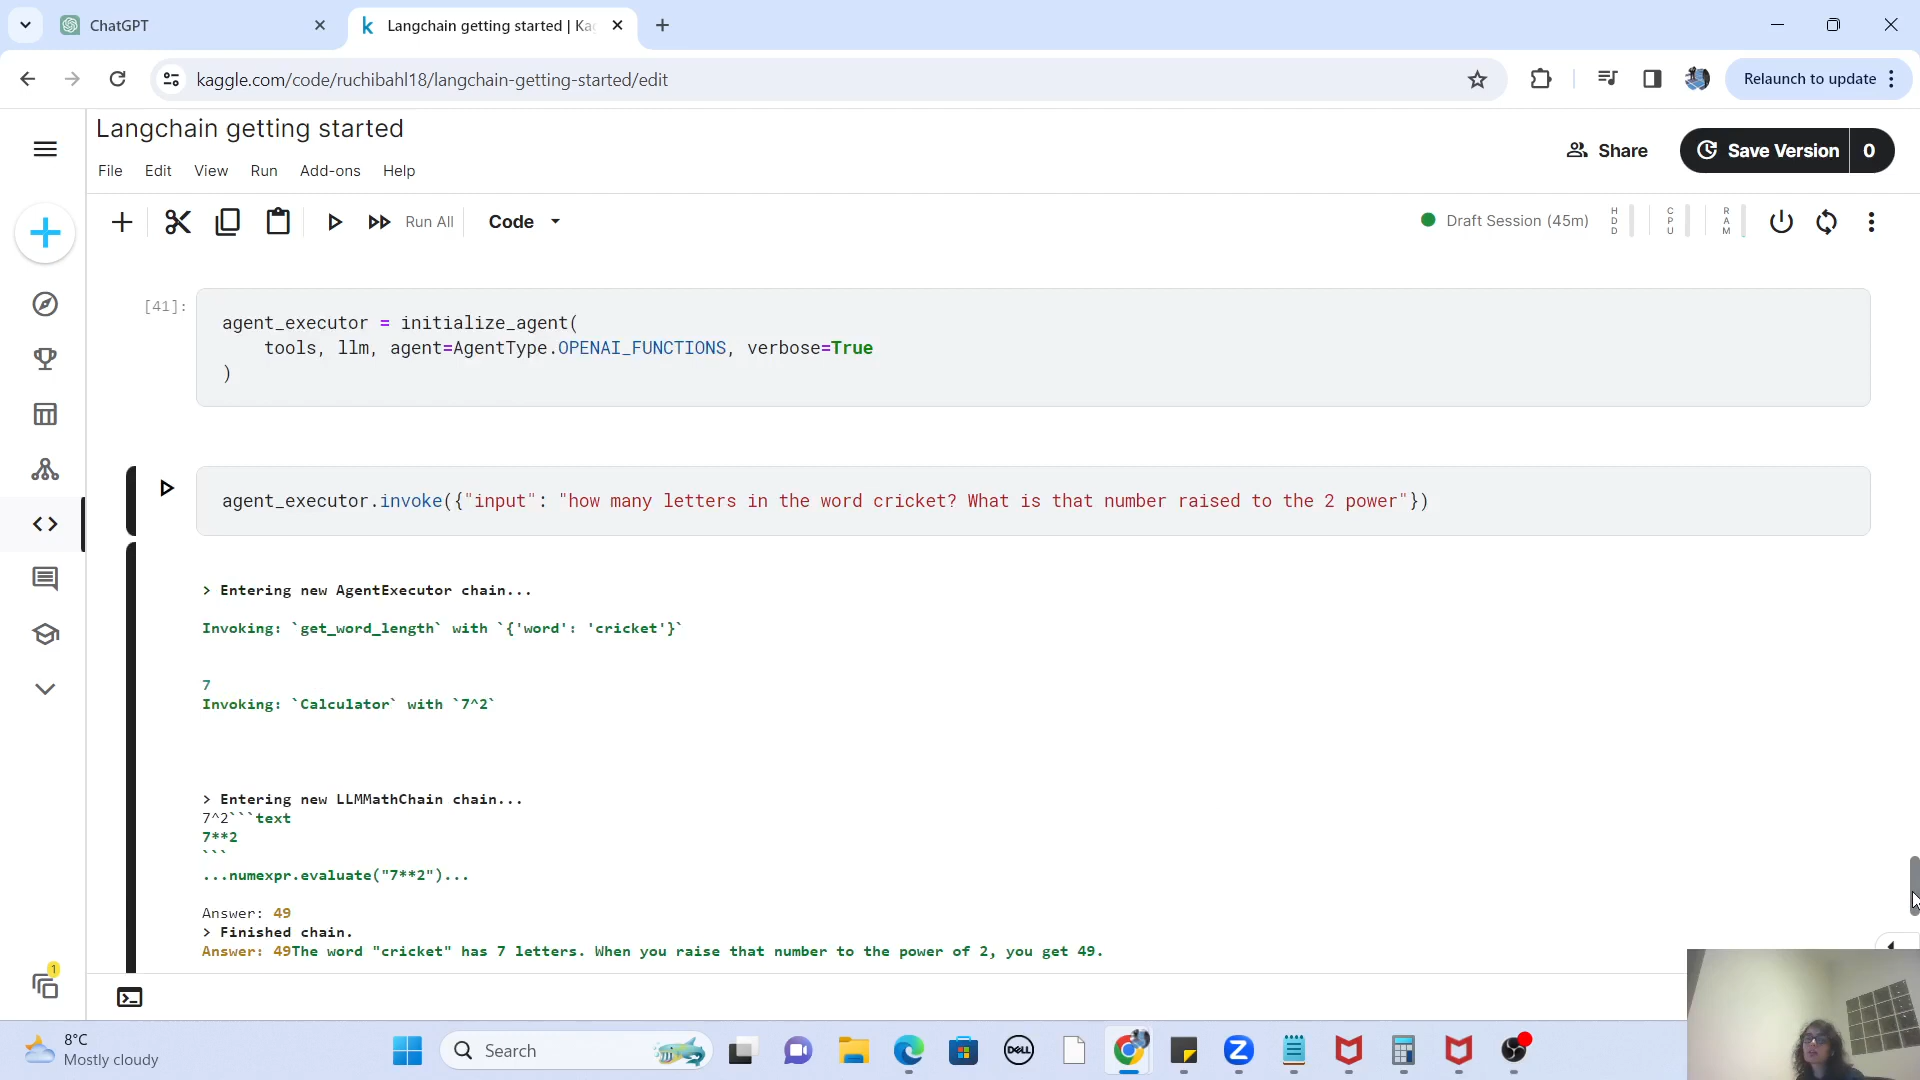 ChatGPT
Langchain getting started | Ka
kaggle.com/code/ruchibahl18/langchain-getting-started/edit
Relaunch to update
Langchain getting started
File Edit View Run Add-ons Help
Share
Save Version 0
Run All
Code
Draft Session (45m)
HDD
CPU
RAM
[41]:
agent_executor = initialize_agent(
tools, llm, agent=AgentType.OPENAI_FUNCTIONS, verbose=True
)
agent_executor.invoke({"input": "how many letters in the word cricket? What is that number raised to the 2 power"})
> Entering new AgentExecutor chain...
Invoking: `get_word_length` with `{'word': 'cricket'}`
7
Invoking: `Calculator` with `7^2`
> Entering new LLMMathChain chain...
7^2```text
7**2
```
...numexpr.evaluate("7**2")...
Answer: 49
> Finished chain.
Answer: 49The word "cricket" has 7 letters. When you raise that number to the power of 2, you get 49.
1
8°C
Mostly cloudy
Search
DELL